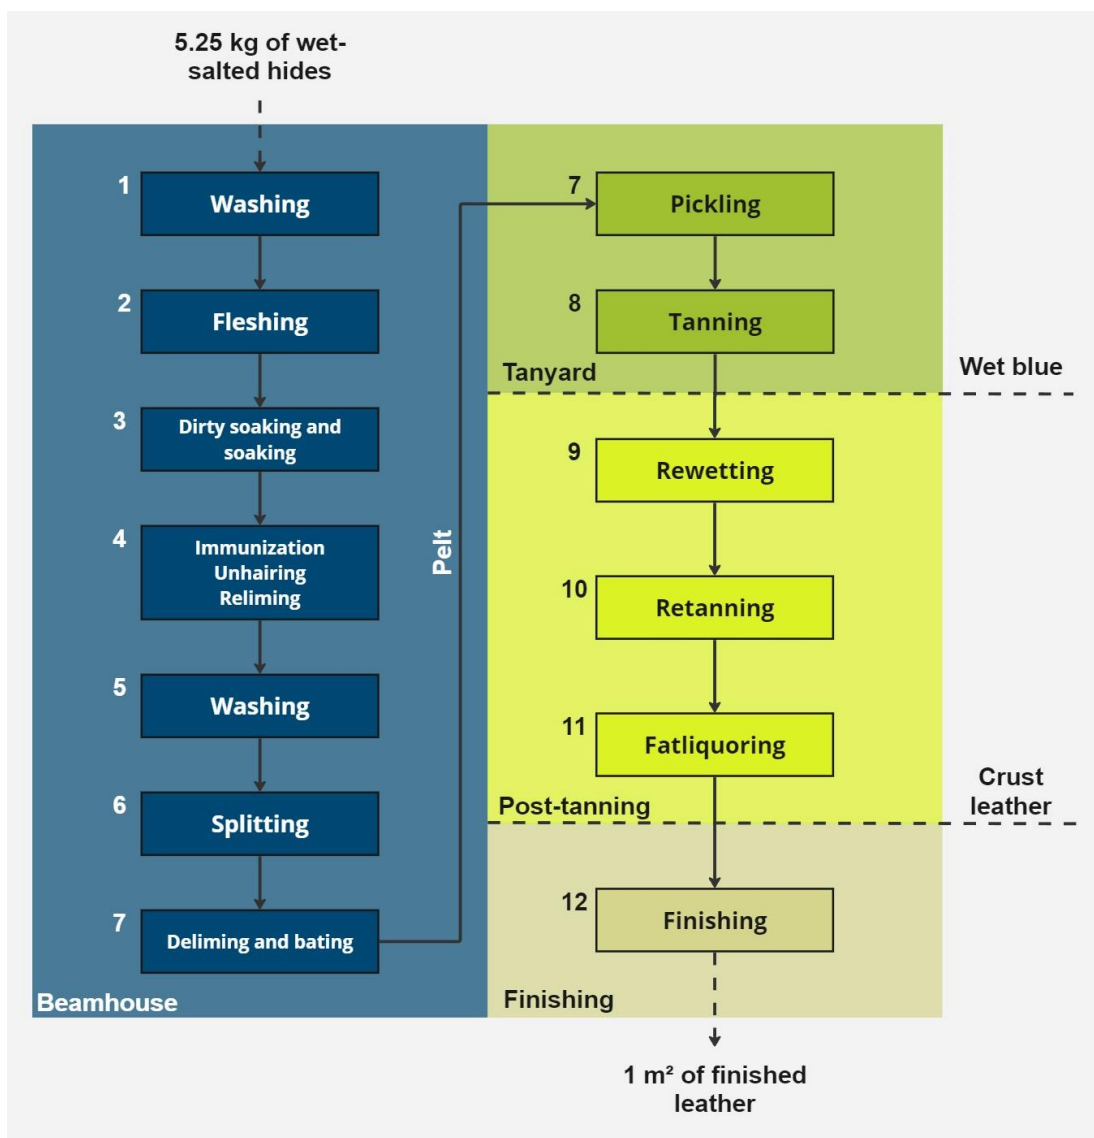 5.25 kg of wet-
salted hides
1
Washing
2
Fleshing
3
Dirty soaking and
soaking
4
Immunization
Unhairing
Reliming
5
Washing
6
Splitting
7
Deliming and bating
Beamhouse
Pelt
7
Pickling
8
Tanning
Tanyard
Wet blue
9
Rewetting
10
Retanning
11
Fatliquoring
Post-tanning
Crust
leather
12
Finishing
Finishing
1 m² of finished
leather